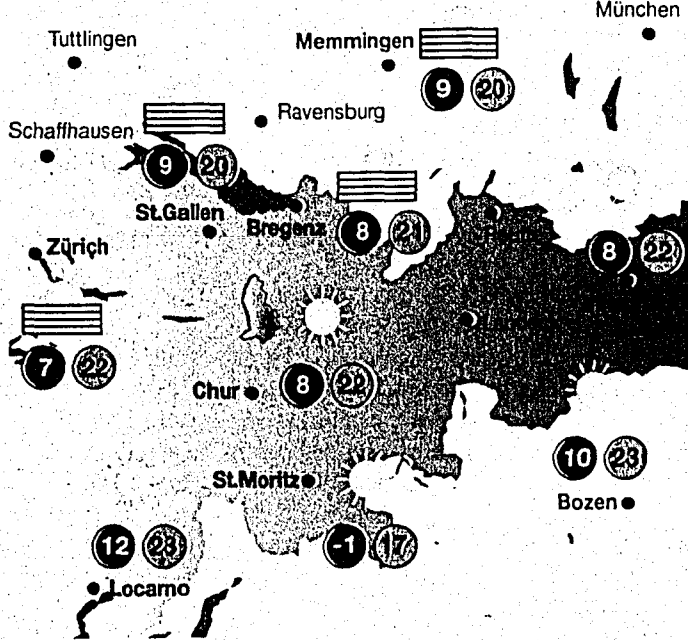 München
Tuttlingen
Memmingen
9 20
Ravensburg
Schaffhausen
9 20
St.Gallen
Bregenz
8 21
Zürich
8 22
7 22
Chur
8 22
St.Moritz
10 23
Bozen
12 23
-1 17
Locarno